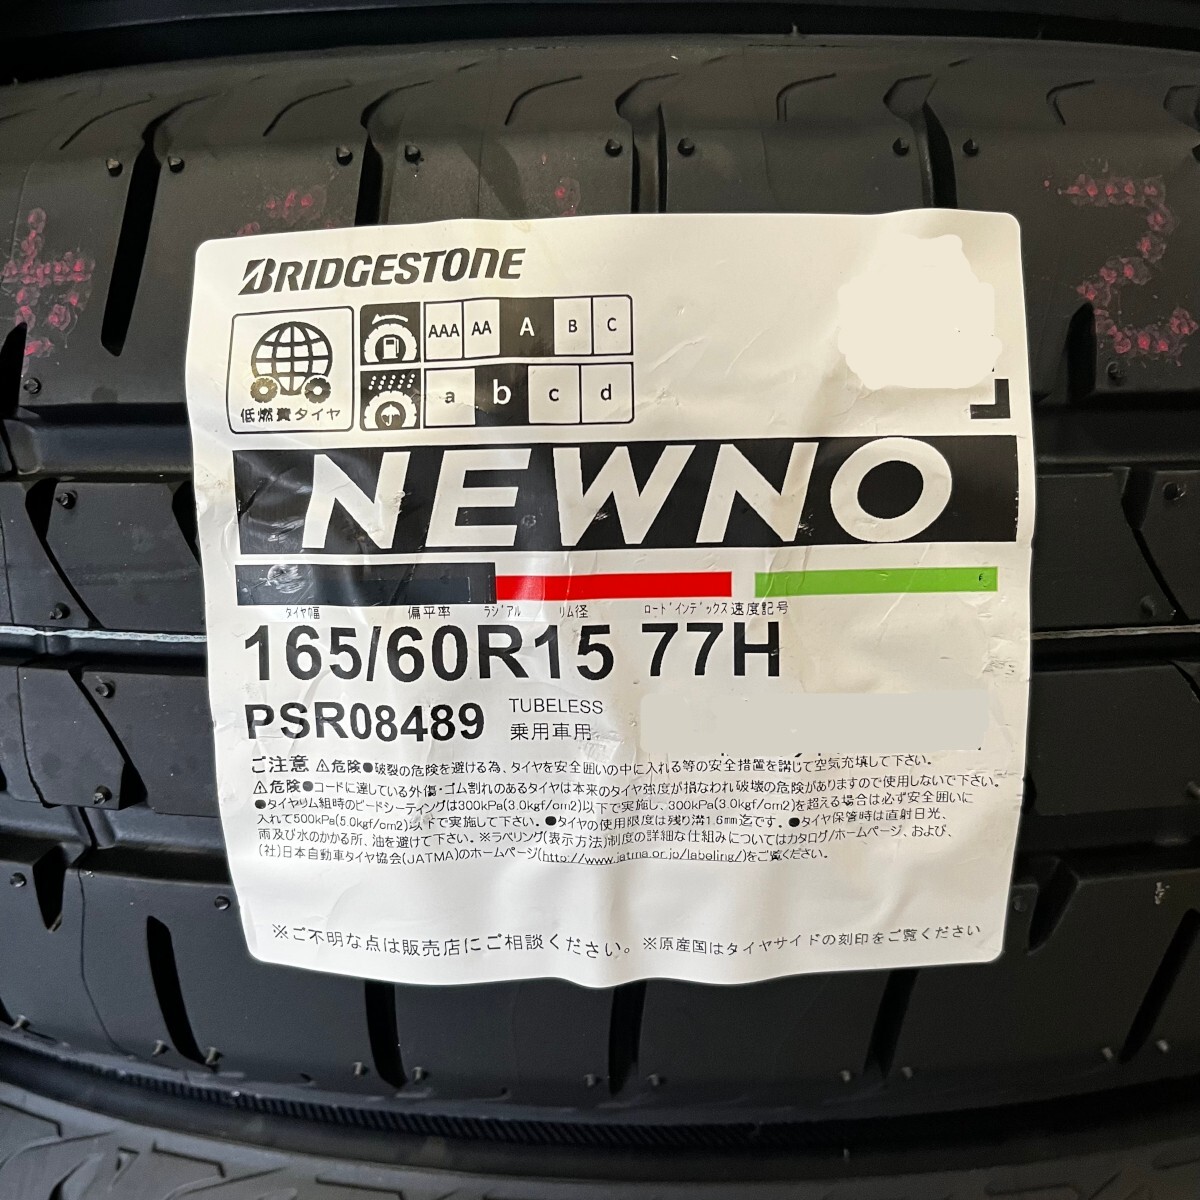 BRIDGESTONE
低燃費タイヤ
AAA AA A B C
a b c d
NEWNO
タイヤ幅 偏平率 ラジアル リム径 ロードインデックス 速度記号
165/60R15 77H
PSR08489 TUBELESS
乗用車用
ご注意 ⚠危険●破裂の危険を避ける為、タイヤを安全囲いの中に入れる等の安全措置を講じて空気充填して下さい。
⚠危険●コードに達している外傷・ゴム割れのあるタイヤは本来のタイヤ強度が損なわれ破壊の危険がありますので使用しないで下さい。
●タイヤリム組時のビードシーティングは300kPa(3.0kgf/cm2)以下で実施し、300kPa(3.0kgf/cm2)を超える場合は必ず安全囲いに
入れて500kPa(5.0kgf/cm2)以下で実施して下さい。●タイヤの使用限度は残り溝1.6mm迄です。●タイヤ保管時は直射日光、
雨及び水のかかる所、油を避けて下さい。※ラベリング(表示方法)制度の詳細な仕組みについてはカタログ/ホームページ、および、
(社)日本自動車タイヤ協会(JATMA)のホームページ(http://www.jatma.or.jp/labeling/)をご覧ください。
※ご不明な点は販売店にご相談ください。※原産国はタイヤサイドの刻印をご覧ください
2